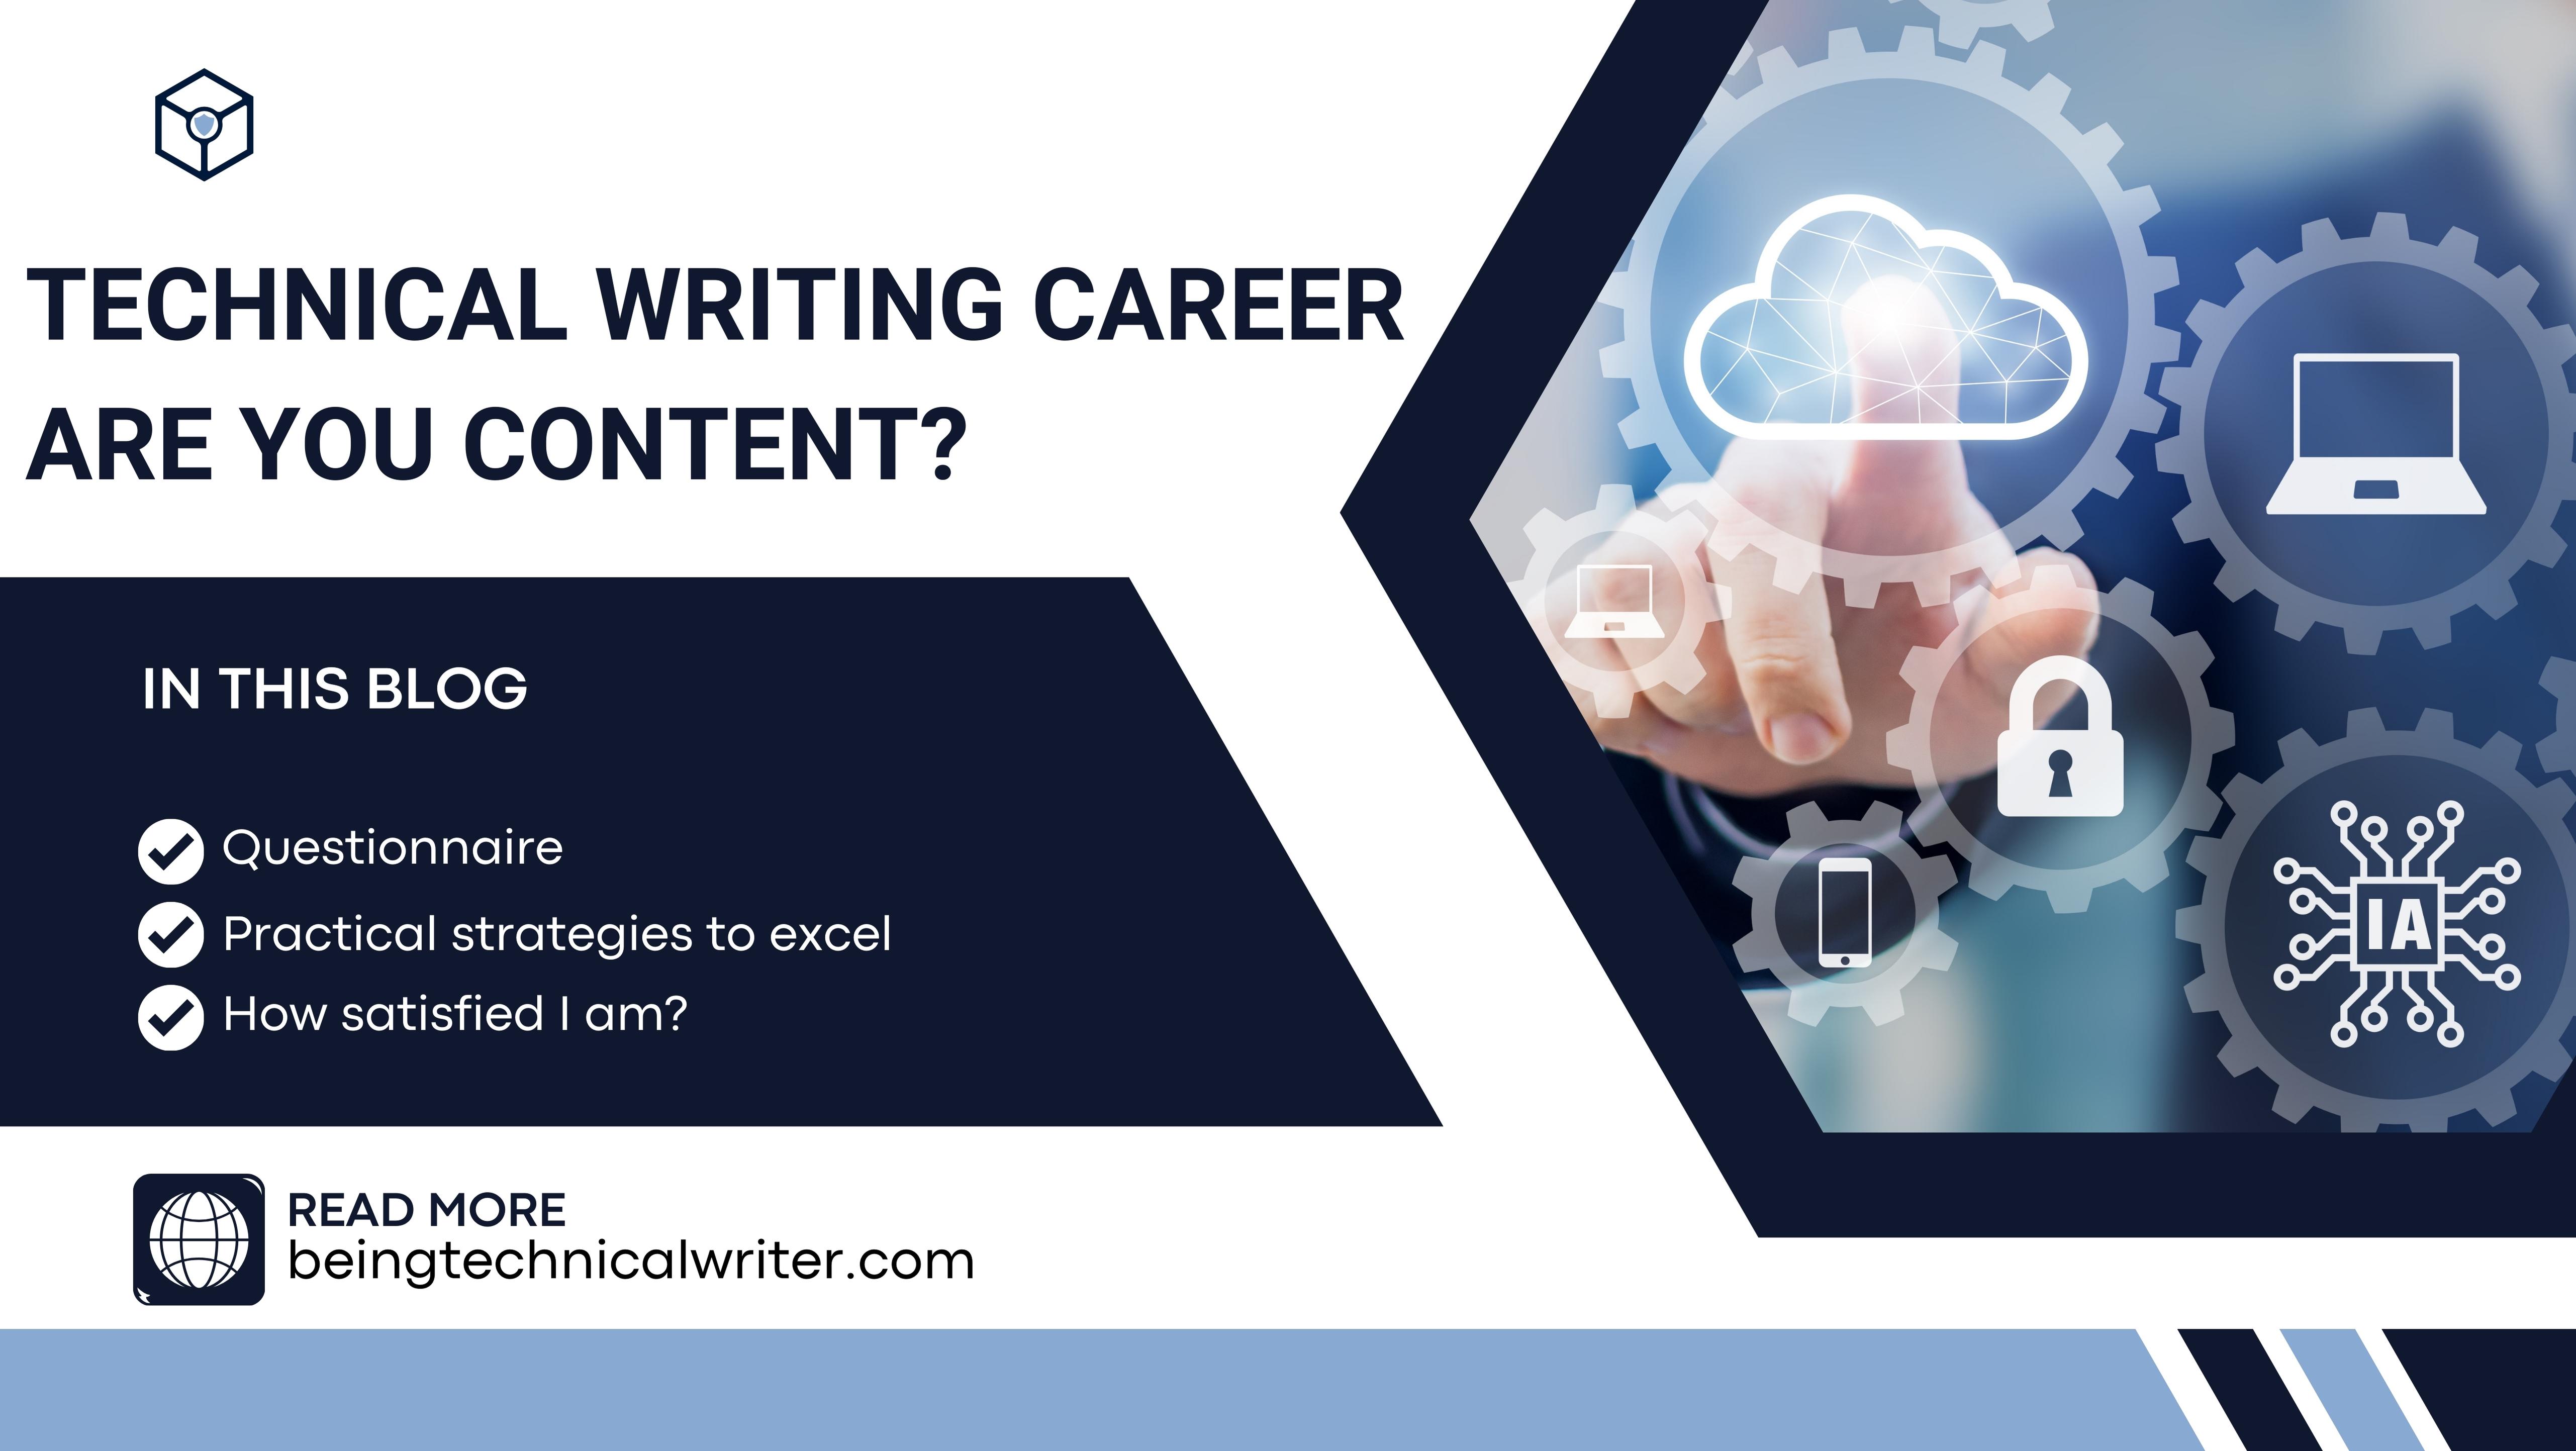 TECHNICAL WRITING CAREER
ARE YOU CONTENT?
IN THIS BLOG
Questionnaire
Practical strategies to excel
How satisfied I am?
READ MORE
beingtechnicalwriter.com
IA